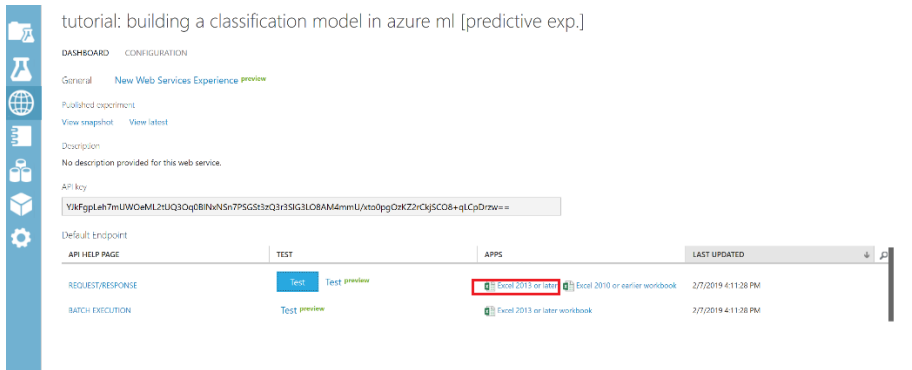 tutorial: building a classification model in azure ml [predictive exp.]
DASHBOARD CONFIGURATION
General New Web Services Experience preview
Published experiment
View snapshot View latest
Description
No description provided for this web service.
API key
Default Endpoint
API HELP PAGE TEST APPS LAST UPDATED
REQUEST/RESPONSE Test Test preview Excel 2013 or later Excel 2010 or earlier workbook 2/7/2019 4:11:28 PM
BATCH EXECUTION Test preview Excel 2013 or later workbook 2/7/2019 4:11:28 PM